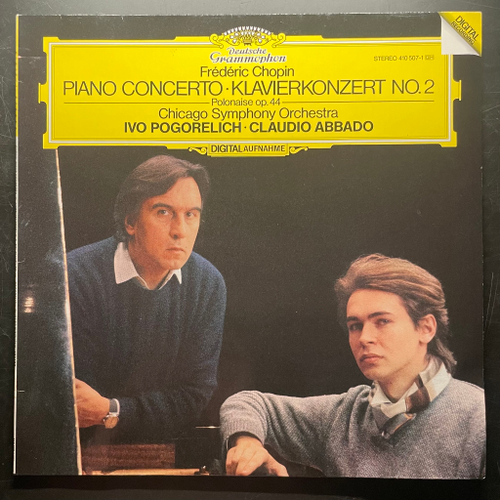 DIGITAL
RECORDING
Deutsche
Grammophon
STEREO 410 507-1
Frédéric Chopin
PIANO CONCERTO · KLAVIERKONZERT NO. 2
Polonaise op. 44
Chicago Symphony Orchestra
IVO POGORELICH · CLAUDIO ABBADO
DIGITAL AUFNAHME